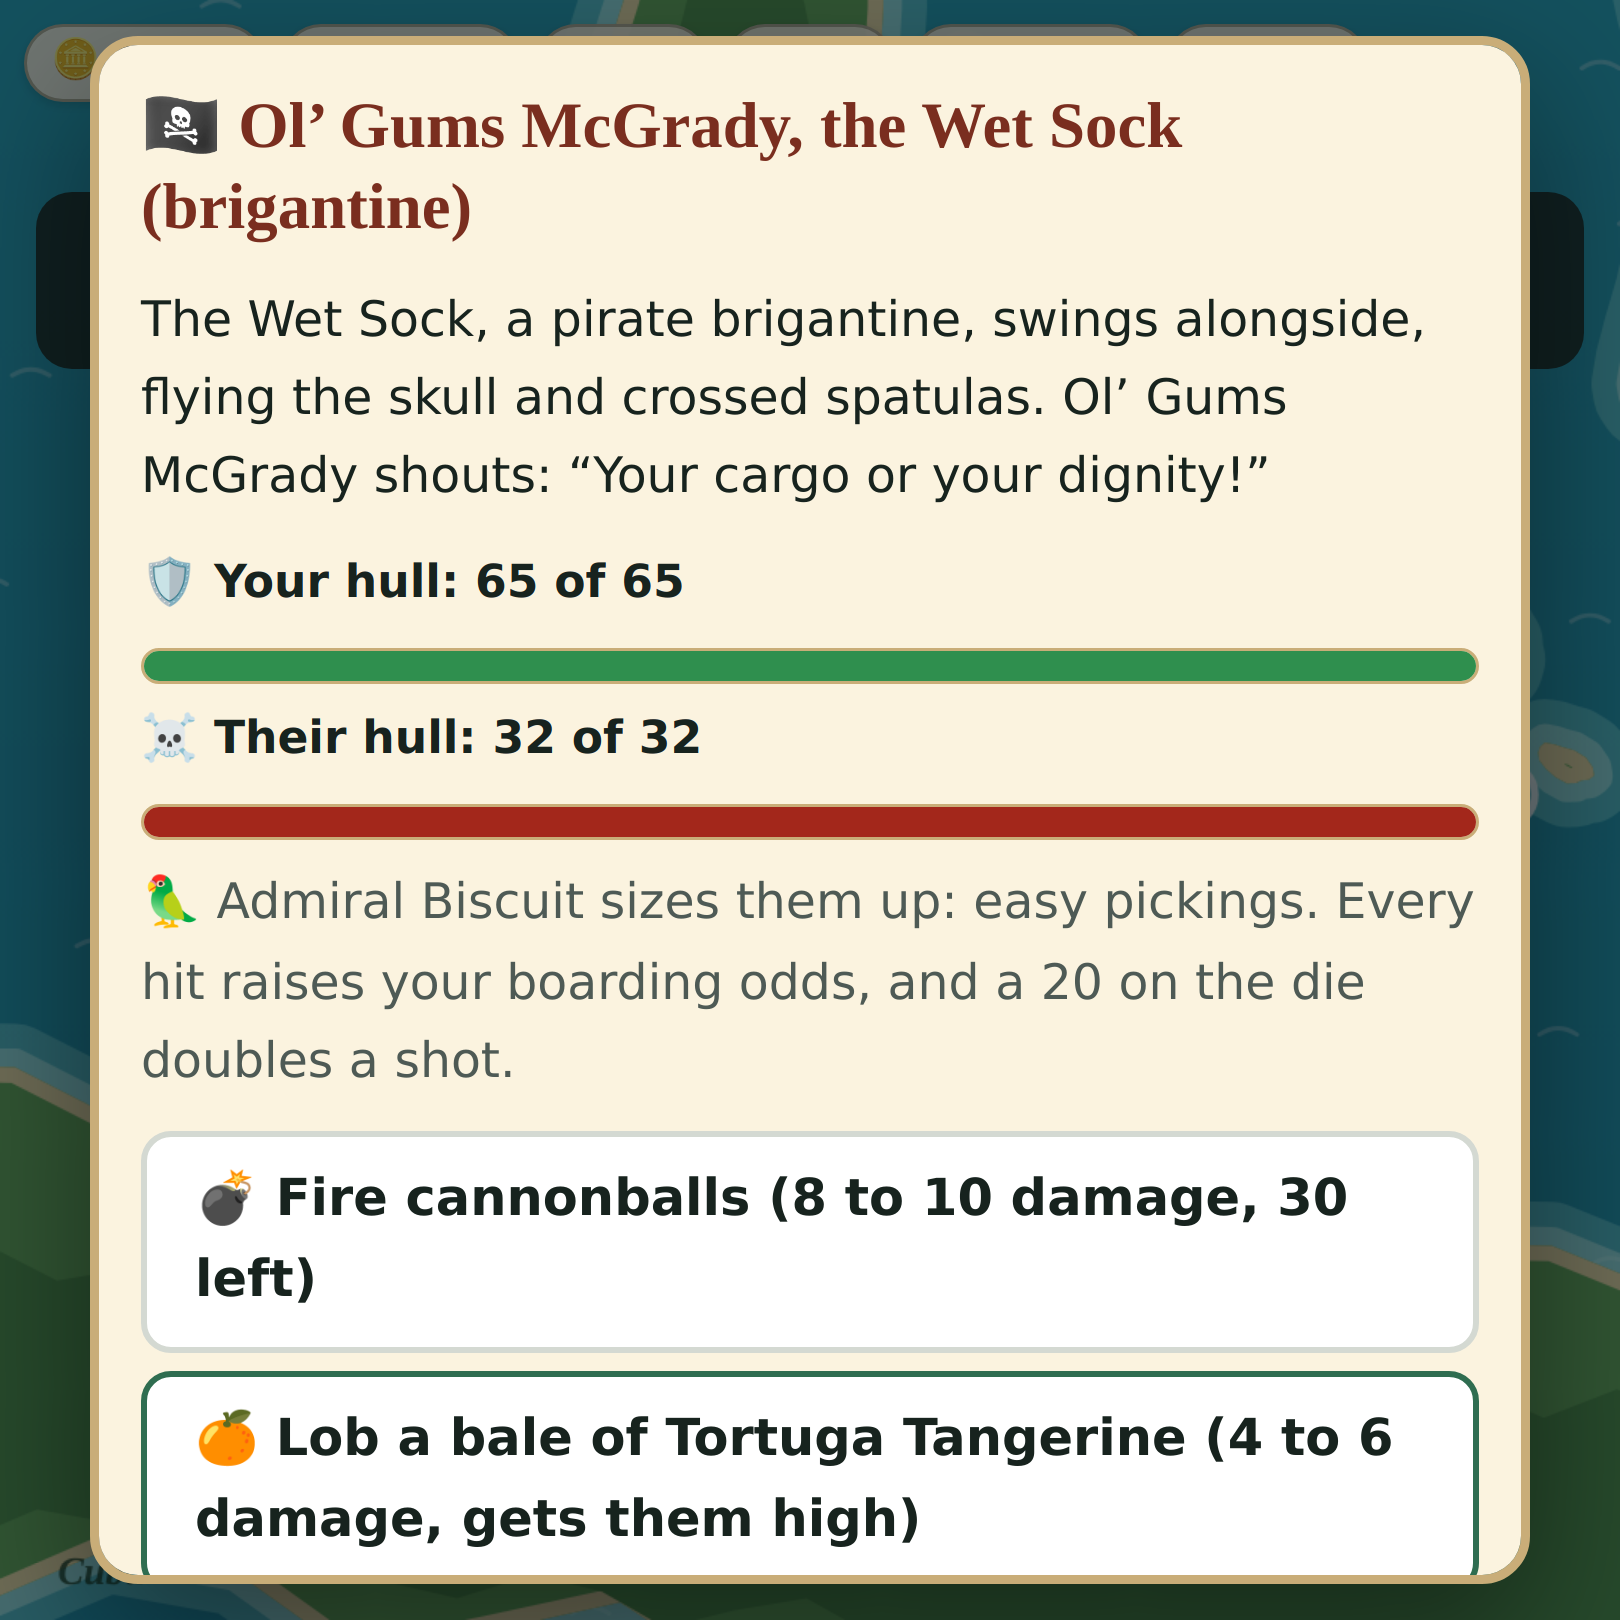 Ol’ Gums McGrady, the Wet Sock
(brigantine)
The Wet Sock, a pirate brigantine, swings alongside,
flying the skull and crossed spatulas. Ol’ Gums
McGrady shouts: “Your cargo or your dignity!”
Your hull: 65 of 65
Their hull: 32 of 32
Admiral Biscuit sizes them up: easy pickings. Every
hit raises your boarding odds, and a 20 on the die
doubles a shot.
Fire cannonballs (8 to 10 damage, 30
left)
Lob a bale of Tortuga Tangerine (4 to 6
damage, gets them high)